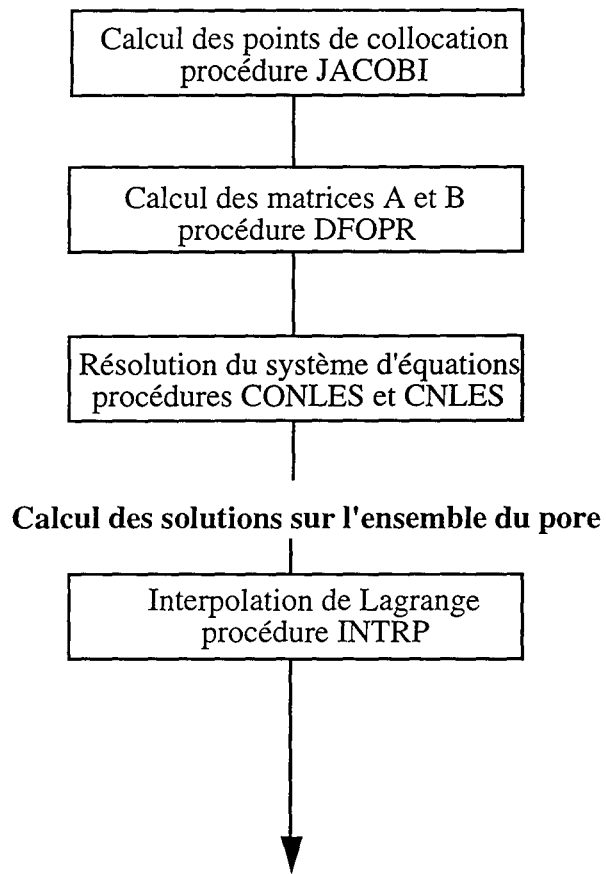 Calcul des points de collocation
procédure JACOBI
Calcul des matrices A et B
procédure DFOPR
Résolution du système d'équations
procédures CONLES et CNLES
Calcul des solutions sur l'ensemble du pore
Interpolation de Lagrange
procédure INTRP